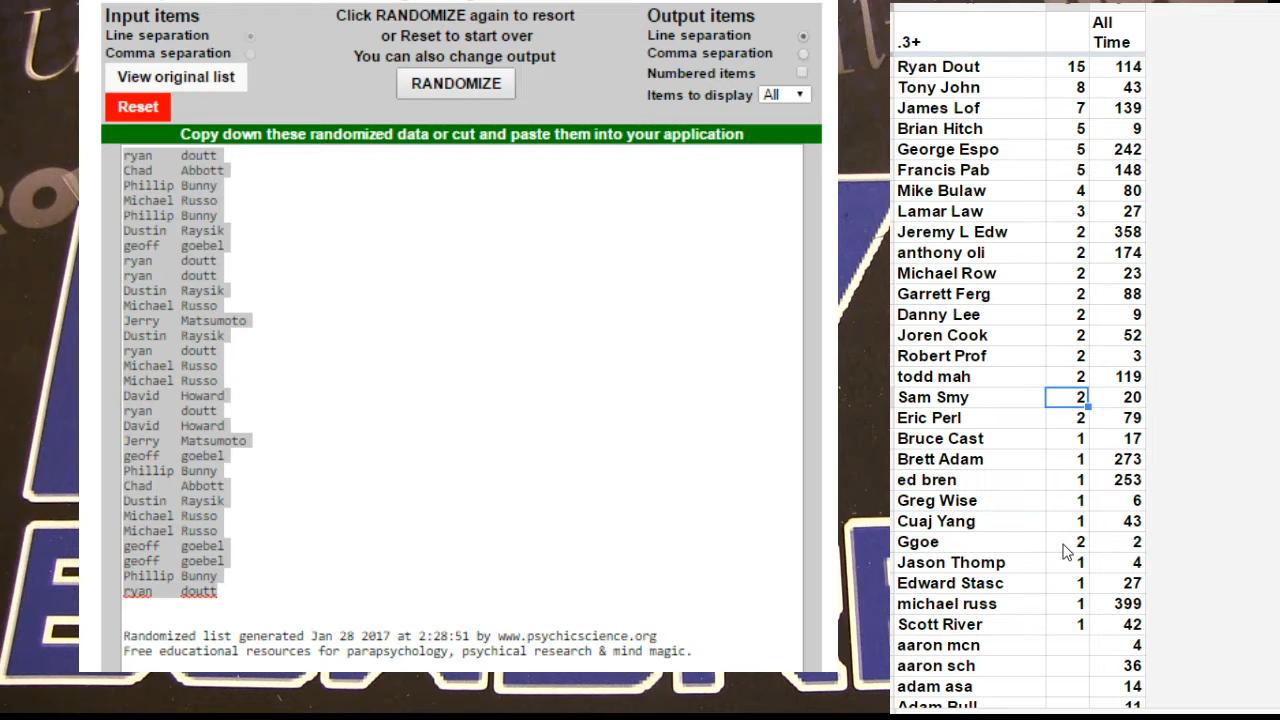 Input items
Line separation
Comma separation
View original list
Reset
Click RANDOMIZE again to resort
or Reset to start over
You can also change output
RANDOMIZE
Output items
Line separation
Comma separation
Numbered items
Items to display All
Copy down these randomized data or cut and paste them into your application
ryan doutt
Chad Abbott
Phillip Bunny
Michael Russo
Phillip Bunny
Dustin Raysik
geoff goebel
ryan doutt
ryan doutt
Dustin Raysik
Michael Russo
Jerry Matsumoto
Dustin Raysik
ryan doutt
Michael Russo
Michael Russo
David Howard
ryan doutt
David Howard
Jerry Matsumoto
geoff goebel
Phillip Bunny
Chad Abbott
Dustin Raysik
Michael Russo
Michael Russo
geoff goebel
geoff goebel
Phillip Bunny
ryan doutt
Randomized list generated Jan 28 2017 at 2:28:51 by www.psychicscience.org
Free educational resources for parapsychology, psychical research & mind magic.
All
.3+ Time
Ryan Dout 15 114
Tony John 8 43
James Lof 7 139
Brian Hitch 5 9
George Espo 5 242
Francis Pab 5 148
Mike Bulaw 4 80
Lamar Law 3 27
Jeremy L Edw 2 358
anthony oli 2 174
Michael Row 2 23
Garrett Ferg 2 88
Danny Lee 2 9
Joren Cook 2 52
Robert Prof 2 3
todd mah 2 119
Sam Smy 2 20
Eric Perl 2 79
Bruce Cast 1 17
Brett Adam 1 273
ed bren 1 253
Greg Wise 1 6
Cuaj Yang 1 43
Ggoe 2 2
Jason Thomp 1 4
Edward Stasc 1 27
michael russ 1 399
Scott River 1 42
aaron mcn 4
aaron sch 36
adam asa 14
Adam Bull 11